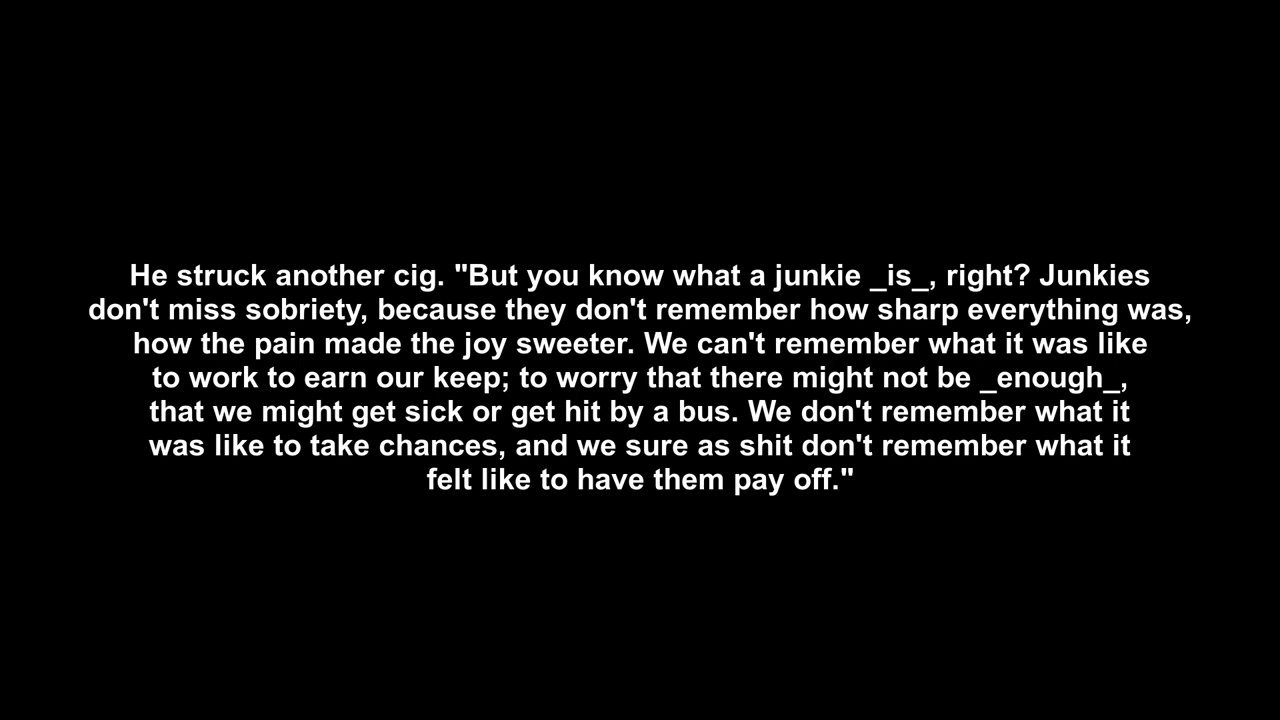 He struck another cig. "But you know what a junkie _is_, right? Junkies
don't miss sobriety, because they don't remember how sharp everything was,
how the pain made the joy sweeter. We can't remember what it was like
to work to earn our keep; to worry that there might not be _enough_,
that we might get sick or get hit by a bus. We don't remember what it
was like to take chances, and we sure as shit don't remember what it
felt like to have them pay off."